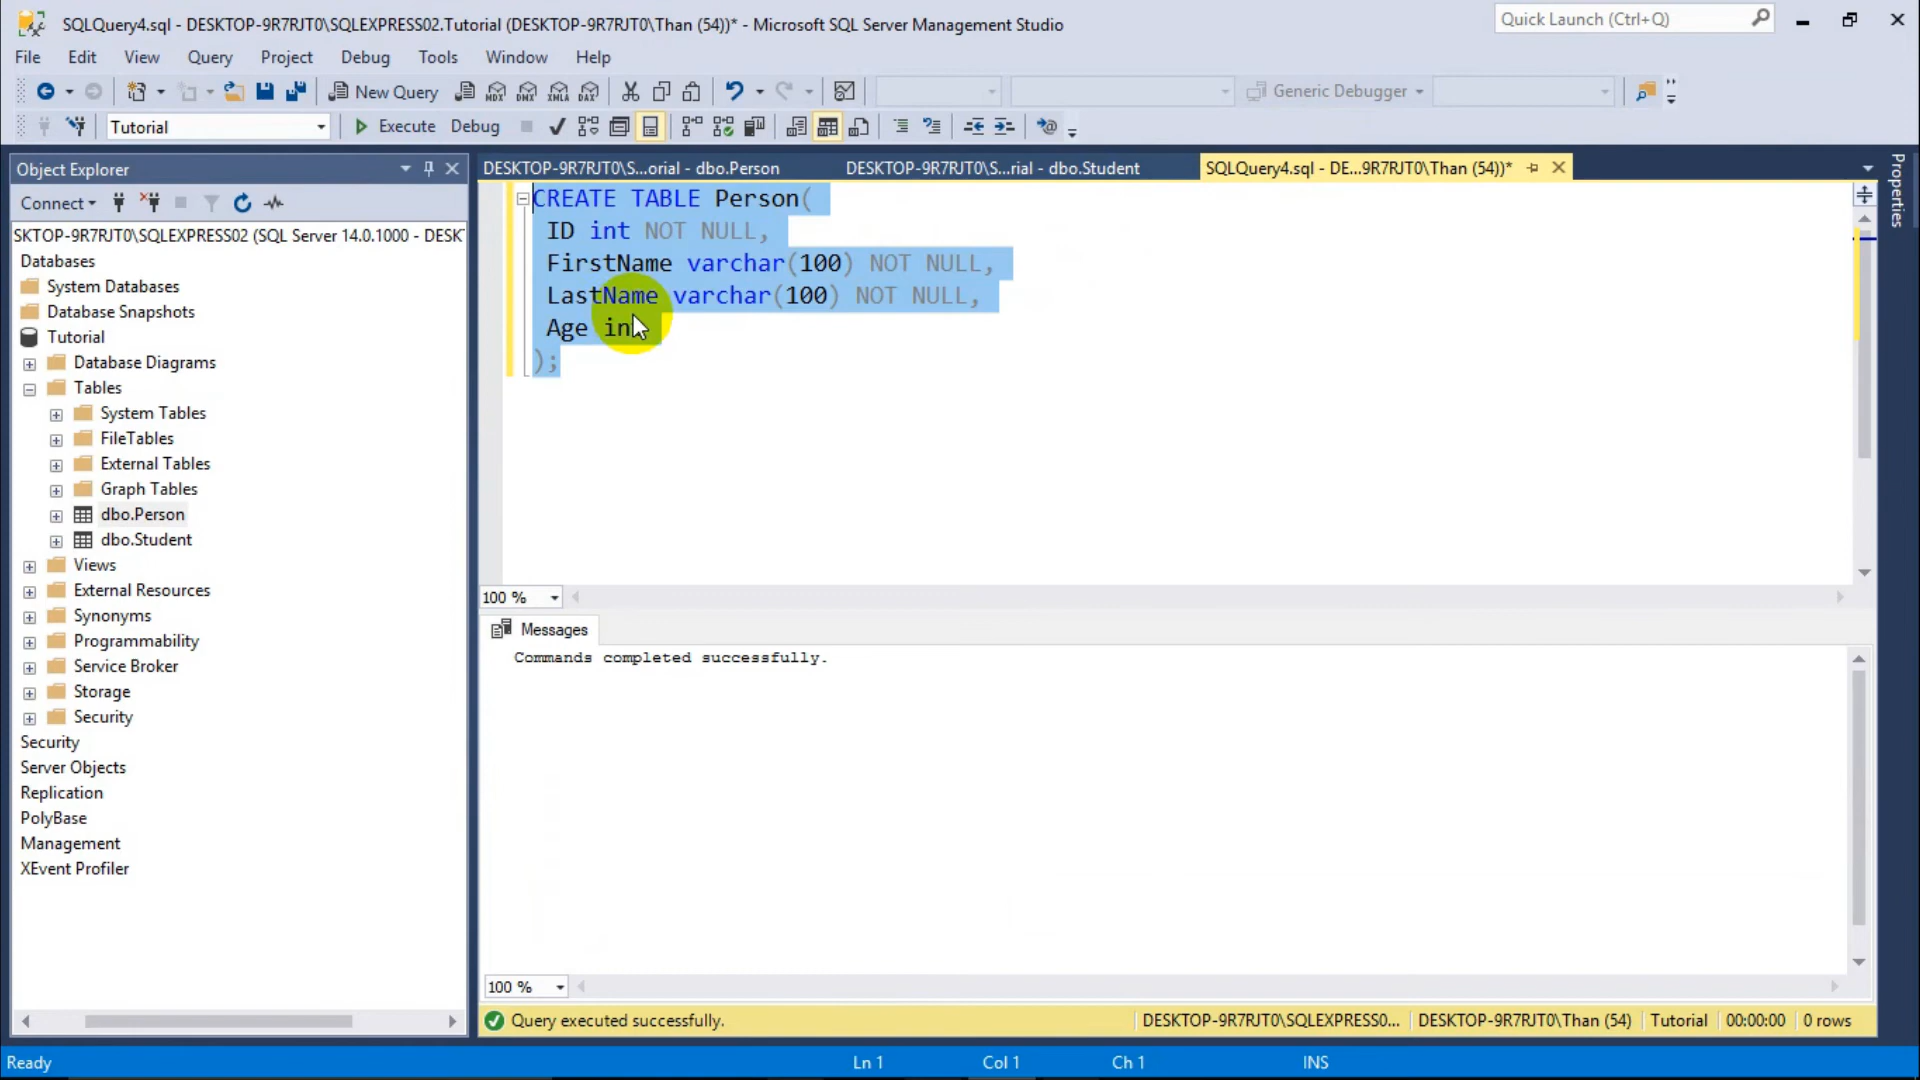 SQLQuery4.sql - DESKTOP-9R7RJT0\SQLEXPRESS02.Tutorial (DESKTOP-9R7RJT0\Than (54))* - Microsoft SQL Server Management Studio
Quick Launch (Ctrl+Q)
File Edit View Query Project Debug Tools Window Help
New Query
MDX DMX XMLA DAX
Generic Debugger
Tutorial
Execute Debug
Object Explorer
DESKTOP-9R7RJT0\S...orial - dbo.Person
DESKTOP-9R7RJT0\S...rial - dbo.Student
SQLQuery4.sql - DE...9R7RJT0\Than (54))*
Properties
Connect
SKTOP-9R7RJT0\SQLEXPRESS02 (SQL Server 14.0.1000 - DESK
Databases
System Databases
Database Snapshots
Tutorial
Database Diagrams
Tables
System Tables
FileTables
External Tables
Graph Tables
dbo.Person
dbo.Student
Views
External Resources
Synonyms
Programmability
Service Broker
Storage
Security
Security
Server Objects
Replication
PolyBase
Management
XEvent Profiler
CREATE TABLE Person(
ID int NOT NULL,
FirstName varchar(100) NOT NULL,
LastName varchar(100) NOT NULL,
Age in
);
100 %
Messages
Commands completed successfully.
100 %
Query executed successfully.
DESKTOP-9R7RJT0\SQLEXPRESS0... DESKTOP-9R7RJT0\Than (54) Tutorial 00:00:00 0 rows
Ready Ln 1 Col 1 Ch 1 INS